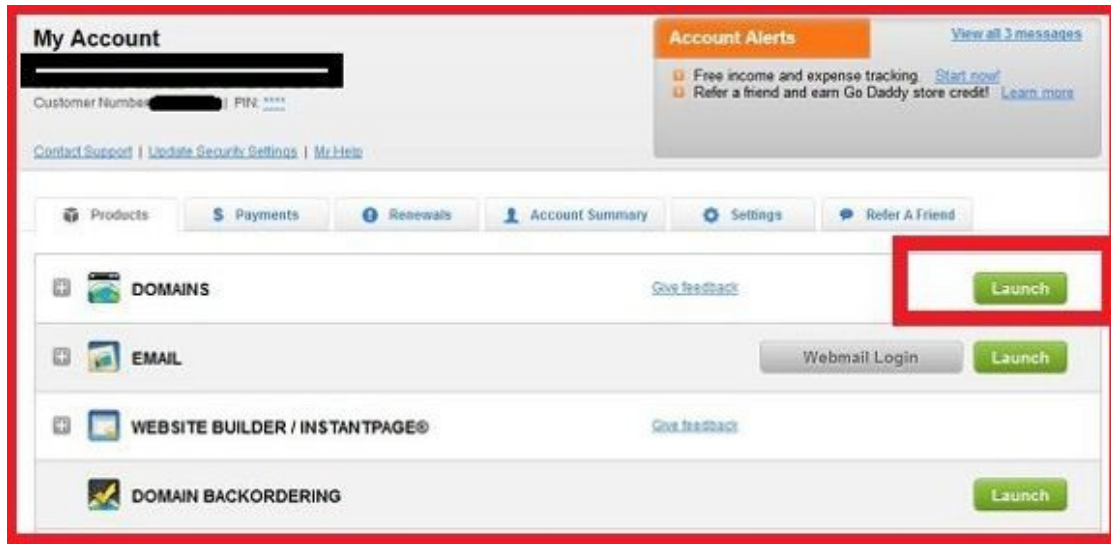 My Account
Account Alerts
View all 3 messages
Free income and expense tracking. Start now!
Refer a friend and earn Go Daddy store credit! Learn more
Customer Number | PIN: ****
Contact Support | Update Security Settings | Mr Help
Products
Payments
Renewals
Account Summary
Settings
Refer A Friend
DOMAINS
Give feedback
Launch
EMAIL
Webmail Login
Launch
WEBSITE BUILDER / INSTANTPAGE®
Give feedback
DOMAIN BACKORDERING
Launch